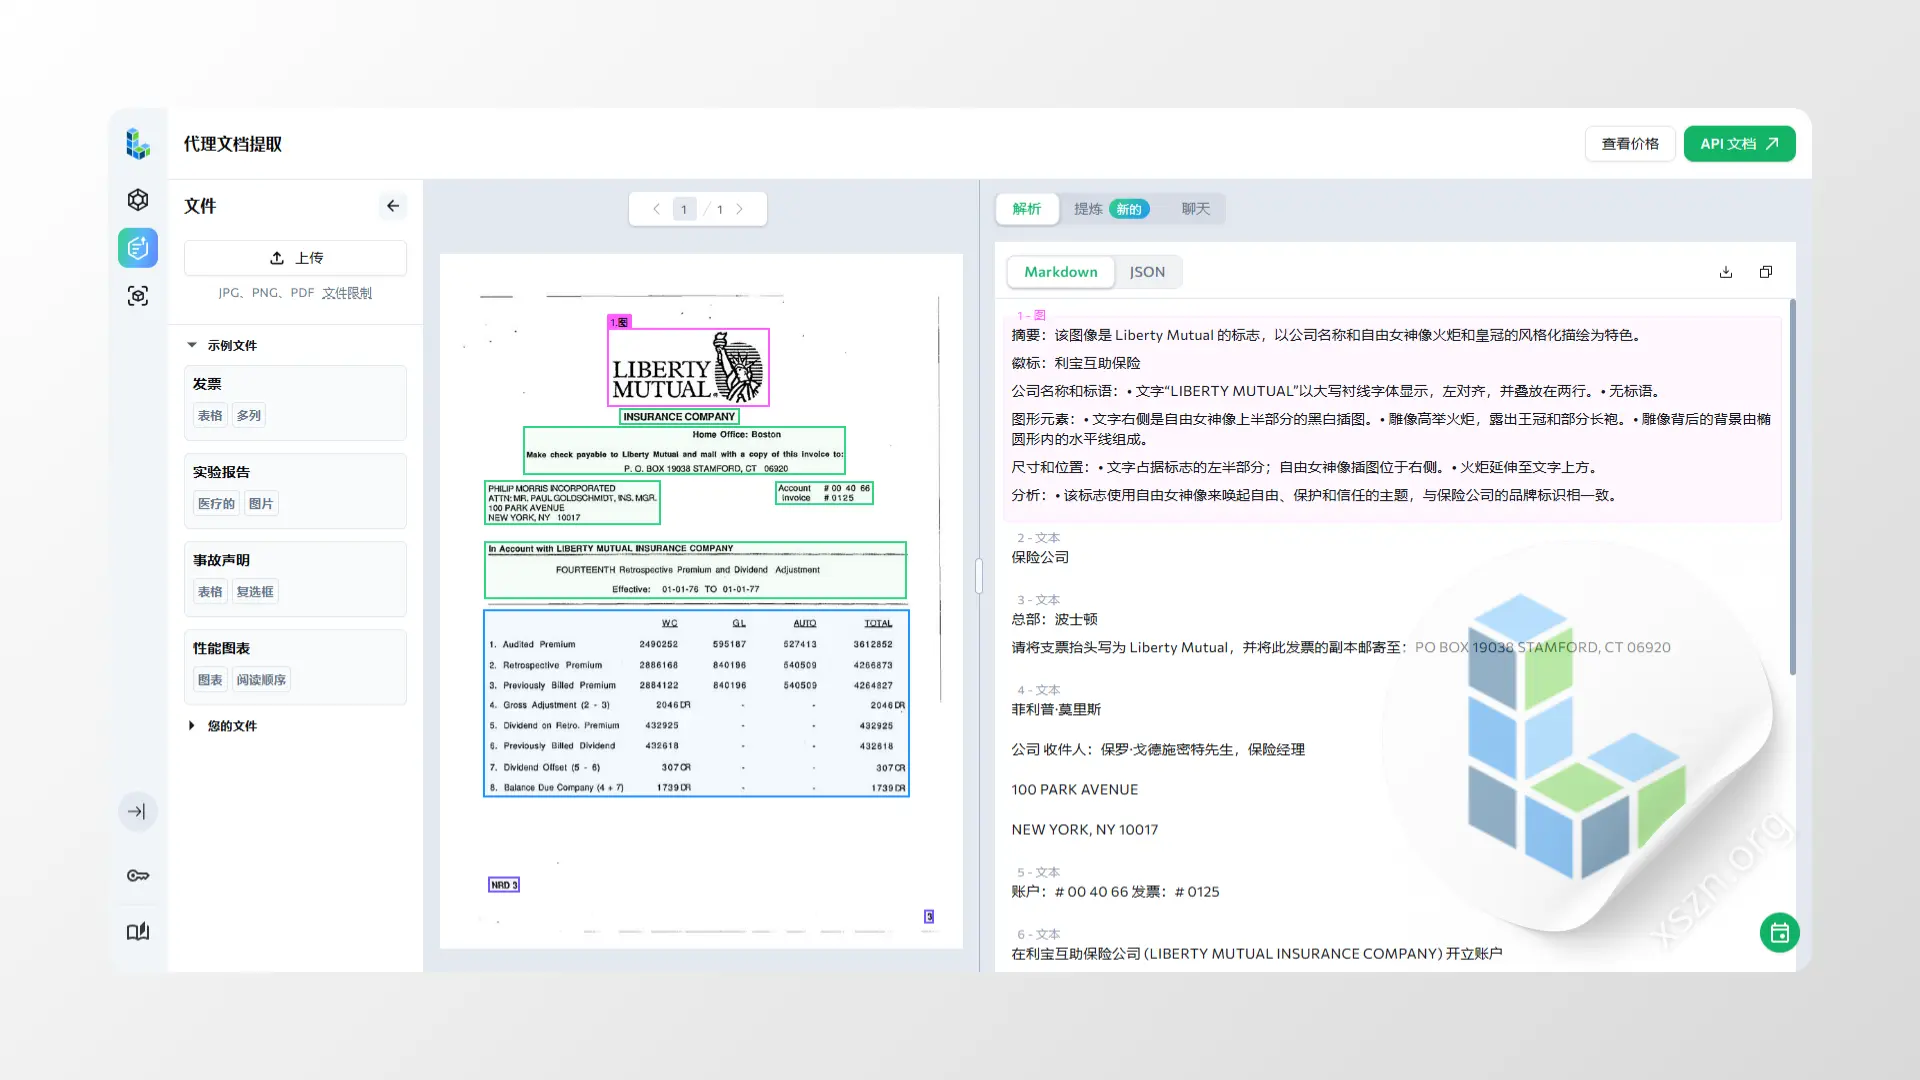 代理文档提取
查看价格
API 文档
文件
上传
JPG、PNG、PDF 文件限制
示例文件
发票
表格 多列
实验报告
医疗的 图片
事故声明
表格 复选框
性能图表
图表 阅读顺序
您的文件
1 / 1
1.图
LIBERTY
MUTUAL
INSURANCE COMPANY
Home Office: Boston
Make check payable to Liberty Mutual and mail with a copy of this invoice to:
P. O. BOX 19038 STAMFORD, CT 06920
PHILIP MORRIS INCORPORATED
ATTN: MR. PAUL GOLDSCHMIDT, INS. MGR.
100 PARK AVENUE
NEW YORK, NY 10017
Account # 00 40 66
Invoice # 0125
In Account with LIBERTY MUTUAL INSURANCE COMPANY
FOURTEENTH Retrospective Premium and Dividend Adjustment
Effective: 01-01-76 TO 01-01-77
WC GL AUTO TOTAL
1. Audited Premium 2490252 595187 527413 3612852
2. Retrospective Premium 2886168 840196 540509 4266873
3. Previously Billed Premium 2884122 840196 540509 4264827
4. Gross Adjustment (2 - 3) 2046 DR - - 2046 DR
5. Dividend on Retro. Premium 432925 - - 432925
6. Previously Billed Dividend 432618 - - 432618
7. Dividend Offset (5 - 6) 307 CR - - 307 CR
8. Balance Due Company (4 + 7) 1739 DR - - 1739 DR
NRD 3
3
解析 提炼 新的 聊天
Markdown JSON
1 - 图
摘要：该图像是 Liberty Mutual 的标志，以公司名称和自由女神像火炬和皇冠的风格化描绘为特色。
徽标：利宝互助保险
公司名称和标语：• 文字“LIBERTY MUTUAL”以大写衬线字体显示，左对齐，并叠放在两行。• 无标语。
图形元素：• 文字右侧是自由女神像上半部分的黑白插图。• 雕像高举火炬，露出王冠和部分长袍。• 雕像背后的背景由椭
圆形内的水平线组成。
尺寸和位置：• 文字占据标志的左半部分；自由女神像插图位于右侧。• 火炬延伸至文字上方。
分析：• 该标志使用自由女神像来唤起自由、保护和信任的主题，与保险公司的品牌标识相一致。
2 - 文本
保险公司
3 - 文本
总部：波士顿
请将支票抬头写为 Liberty Mutual，并将此发票的副本邮寄至：PO BOX 19038 STAMFORD, CT 06920
4 - 文本
菲利普·莫里斯
公司 收件人：保罗·戈德施密特先生，保险经理
100 PARK AVENUE
NEW YORK, NY 10017
5 - 文本
账户：# 00 40 66 发票：# 0125
6 - 文本
在利宝互助保险公司 (LIBERTY MUTUAL INSURANCE COMPANY) 开立账户
xszn.org